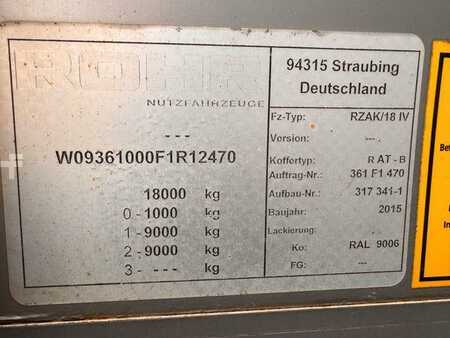 ROHR
NUTZFAHRZEUGE
---
W09361000F1R12470
18000 kg
0 - 1000 kg
1 - 9000 kg
2 - 9000 kg
3 - - - - kg
94315 Straubing
Deutschland
Fz-Typ: RZAK/18 IV
Version: ---
Koffertyp: R AT - B
Auftrag-Nr.: 361 F1 470
Aufbau-Nr.: 317 341-1
Baujahr: 2015
Lackierung:
Ko: RAL 9006
FG: ---